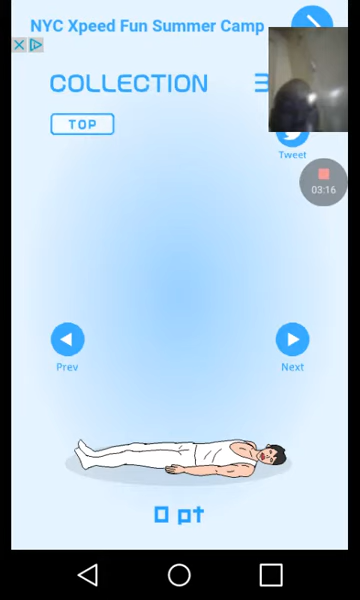 NYC Xpeed Fun Summer Camp
COLLECTION
TOP
Tweet
03:16
Prev
Next
0 pt